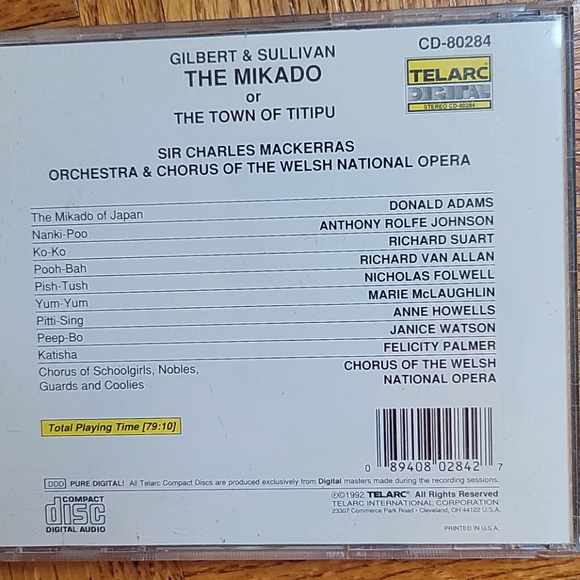 GILBERT & SULLIVAN
THE MIKADO
or
THE TOWN OF TITIPU
CD-80284
TELARC
DIGITAL
STEREO CD-80284
SIR CHARLES MACKERRAS
ORCHESTRA & CHORUS OF THE WELSH NATIONAL OPERA
The Mikado of Japan DONALD ADAMS
Nanki-Poo ANTHONY ROLFE JOHNSON
Ko-Ko RICHARD SUART
Pooh-Bah RICHARD VAN ALLAN
Pish-Tush NICHOLAS FOLWELL
Yum-Yum MARIE McLAUGHLIN
Pitti-Sing ANNE HOWELLS
Peep-Bo JANICE WATSON
Katisha FELICITY PALMER
Chorus of Schoolgirls, Nobles, CHORUS OF THE WELSH
Guards and Coolies NATIONAL OPERA
Total Playing Time [79:10]
0 89408 02842 7
DDD PURE DIGITAL! All Telarc Compact Discs are produced exclusively from Digital masters made during the recording sessions.
COMPACT
disc
DIGITAL AUDIO
℗©1992 TELARC® All Rights Reserved
TELARC INTERNATIONAL CORPORATION
23307 Commerce Park Road • Cleveland, OH 44122 U.S.A.
PRINTED IN U.S.A.